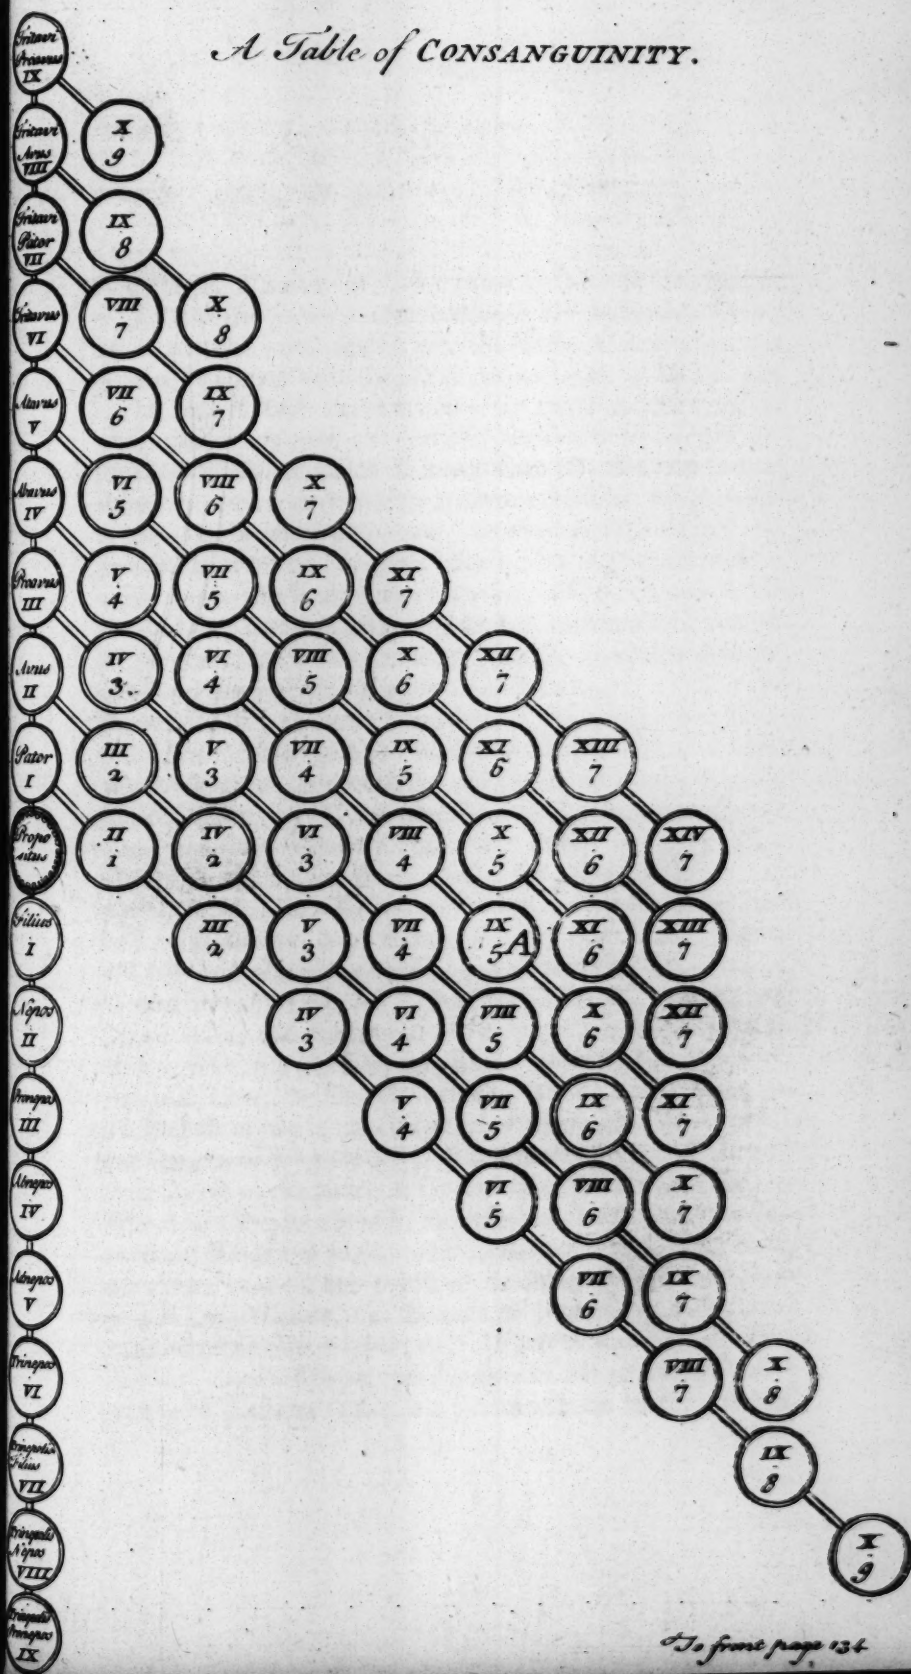 A Table of CONSANGUINITY.
Tritavi
Proavus
IX
Tritavi
Avus
VIII
Tritavi
Pater
VII
Tritavus
VI
Atavus
V
Abavus
IV
Proavus
III
Avus
II
Pater
I
Propo
situs
Filius
I
Nepos
II
Pronepos
III
Abnepos
IV
Adnepos
V
Trinepos
VI
Trinepotis
Filius
VII
Trinepotis
Nepos
VIII
Trinepotis
Pronepos
IX
X
9
IX
8
VIII
7
VII
6
VI
5
V
4
IV
3
III
2
II
1
X
8
IX
7
VIII
6
VII
5
VI
4
V
3
IV
2
III
2
X
7
IX
6
VIII
5
VII
4
VI
3
V
3
IV
3
XI
7
X
6
IX
5
VIII
4
VII
4
VI
4
V
4
XII
7
XI
6
X
5
IX
5 A
VIII
5
VII
5
VI
5
XIII
7
XII
6
XI
6
X
6
IX
6
VIII
6
VII
6
XIV
7
XIII
7
XII
7
XI
7
X
7
IX
7
VIII
7
X
8
IX
8
X
9
To front page 134